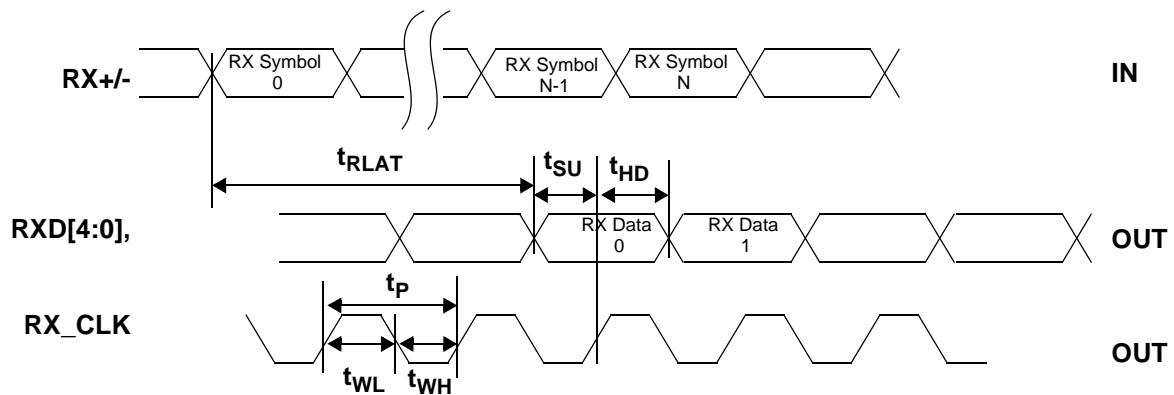 RX+/-
RX Symbol
0
RX Symbol
N-1
RX Symbol
N
IN
tRLAT
tSU
tHD
RXD[4:0],
RX Data
0
RX Data
1
OUT
tP
RX_CLK
OUT
tWL
tWH